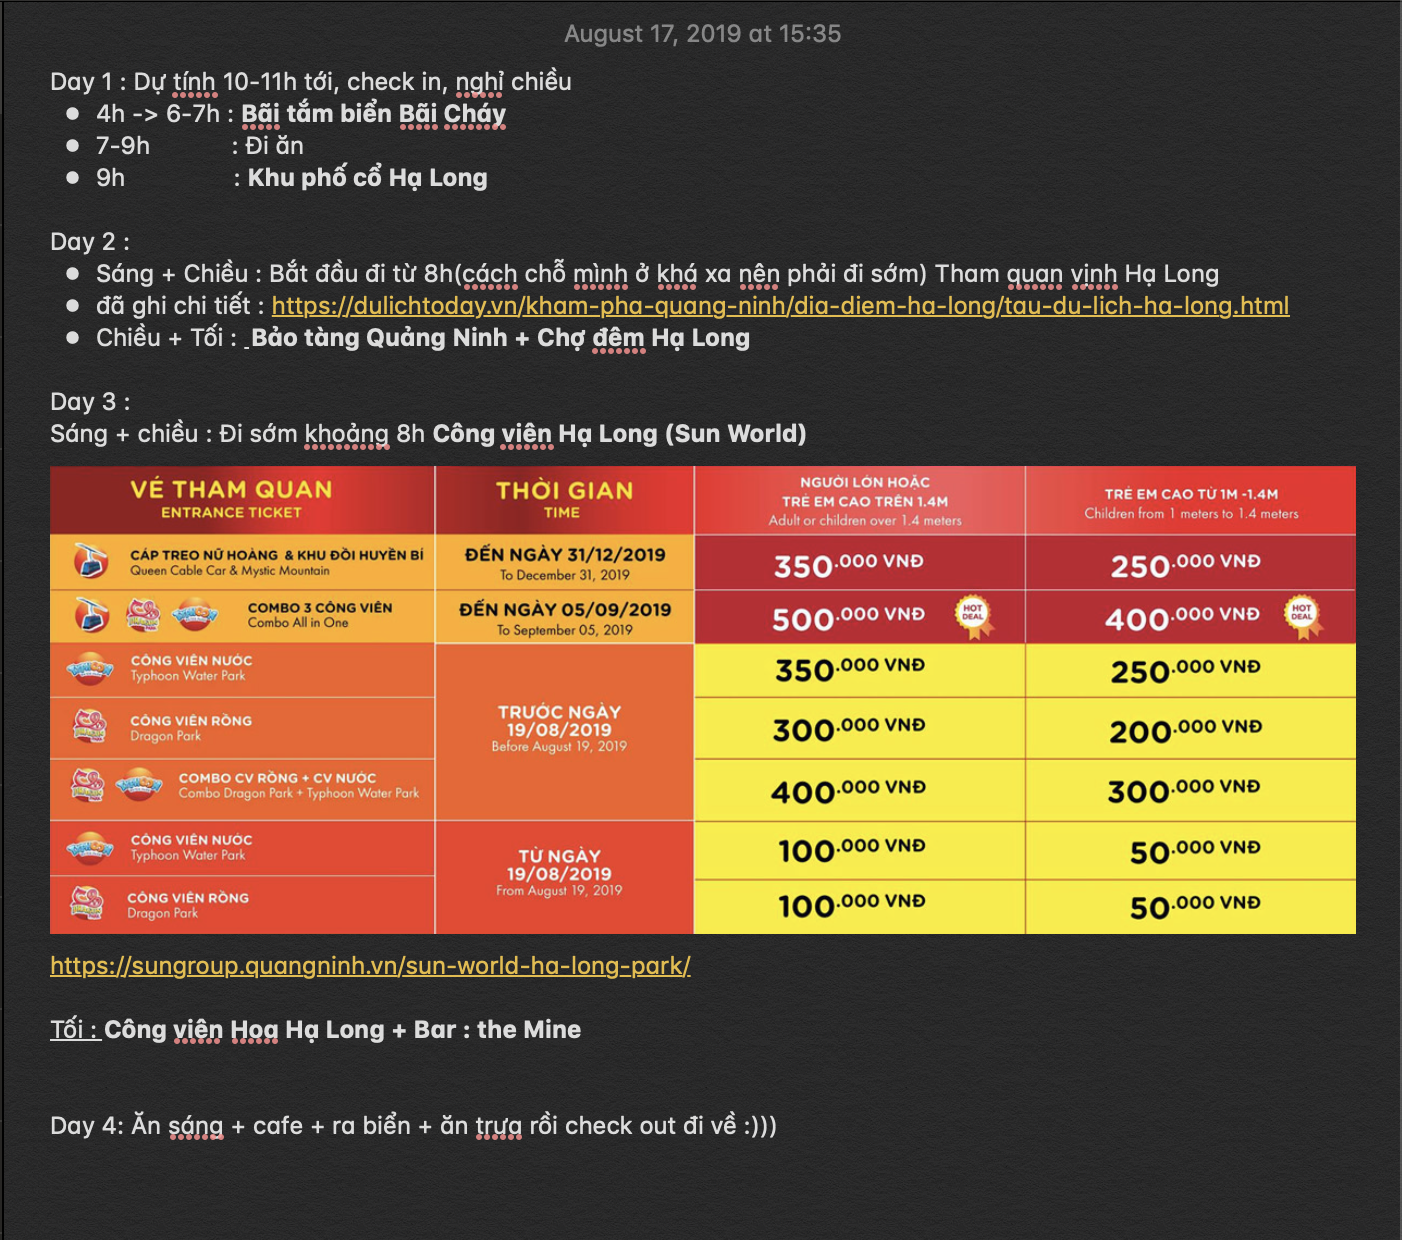 August 17, 2019 at 15:35
Day 1 : Dự tính 10-11h tới, check in, nghỉ chiều
• 4h -> 6-7h : Bãi tắm biển Bãi Cháy
• 7-9h : Đi ăn
• 9h : Khu phố cổ Hạ Long
Day 2 :
• Sáng + Chiều : Bắt đầu đi từ 8h(cách chỗ mình ở khá xa nên phải đi sớm) Tham quan vịnh Hạ Long
• đã ghi chi tiết : https://dulichtoday.vn/kham-pha-quang-ninh/dia-diem-ha-long/tau-du-lich-ha-long.html
• Chiều + Tối : Bảo tàng Quảng Ninh + Chợ đêm Hạ Long
Day 3 :
Sáng + chiều : Đi sớm khoảng 8h Công viên Hạ Long (Sun World)
VÉ THAM QUAN
ENTRANCE TICKET
THỜI GIAN
TIME
NGƯỜI LỚN HOẶC
TRẺ EM CAO TRÊN 1.4M
Adult or children over 1.4 meters
TRẺ EM CAO TỪ 1M -1.4M
Children from 1 meters to 1.4 meters
CÁP TREO NỮ HOÀNG & KHU ĐỒI HUYỀN BÍ
Queen Cable Car & Mystic Mountain
ĐẾN NGÀY 31/12/2019
To December 31, 2019
350.000 VNĐ
250.000 VNĐ
COMBO 3 CÔNG VIÊN
Combo All in One
ĐẾN NGÀY 05/09/2019
To September 05, 2019
500.000 VNĐ
HOT
DEAL
400.000 VNĐ
HOT
DEAL
CÔNG VIÊN NƯỚC
Typhoon Water Park
350.000 VNĐ
250.000 VNĐ
TRƯỚC NGÀY
19/08/2019
Before August 19, 2019
CÔNG VIÊN RỒNG
Dragon Park
300.000 VNĐ
200.000 VNĐ
COMBO CV RỒNG + CV NƯỚC
Combo Dragon Park + Typhoon Water Park
400.000 VNĐ
300.000 VNĐ
CÔNG VIÊN NƯỚC
Typhoon Water Park
100.000 VNĐ
50.000 VNĐ
TỪ NGÀY
19/08/2019
From August 19, 2019
CÔNG VIÊN RỒNG
Dragon Park
100.000 VNĐ
50.000 VNĐ
https://sungroup.quangninh.vn/sun-world-ha-long-park/
Tối : Công viên Hoa Hạ Long + Bar : the Mine
Day 4: Ăn sáng + cafe + ra biển + ăn trưa rồi check out đi về :)))